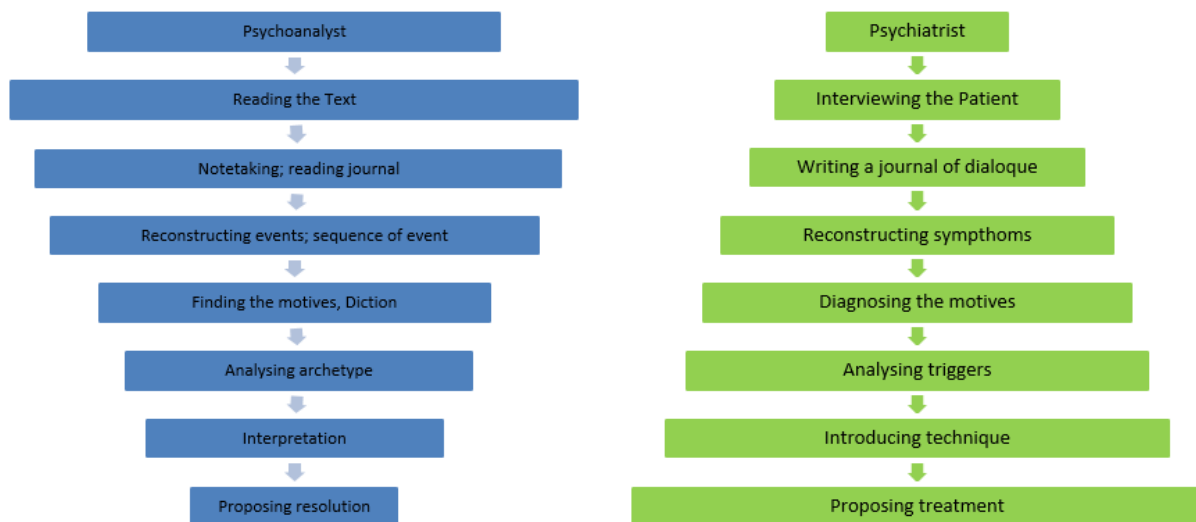 Psychoanalyst
Reading the Text
Notetaking; reading journal
Reconstructing events; sequence of event
Finding the motives, Diction
Analysing archetype
Interpretation
Proposing resolution
Psychiatrist
Interviewing the Patient
Writing a journal of dialoque
Reconstructing sympthoms
Diagnosing the motives
Analysing triggers
Introducing technique
Proposing treatment